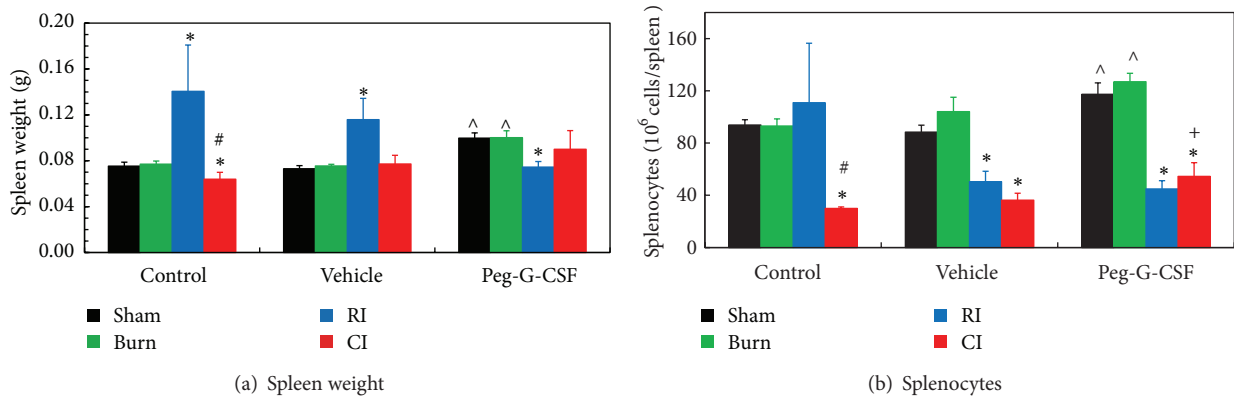 0.20
0.16
0.12
0.08
0.04
0.00
Spleen weight (g)
*
#
*
*
^ ^
*
Control Vehicle Peg-G-CSF
Sham RI
Burn CI
(a) Spleen weight
160
120
80
40
0
Splenocytes (10⁶ cells/spleen )
#
*
*
*
^ ^
*
+
*
Control Vehicle Peg-G-CSF
Sham RI
Burn CI
(b) Splenocytes